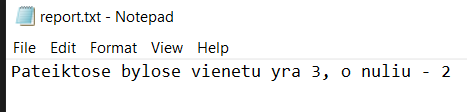 report.txt - Notepad
File Edit Format View Help
Pateiktose bylose vienetu yra 3, o nuliu - 2